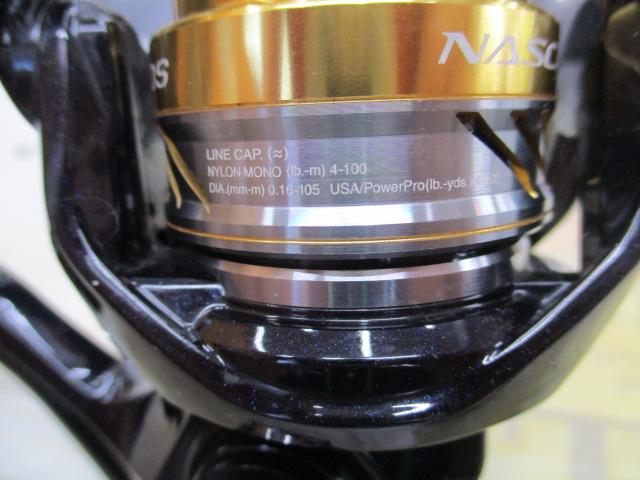 NASC
LINE CAP. (≈)
NYLON MONO (lb.-m) 4-100
DIA.(mm-m) 0.16-105 USA/PowerPro(lb.-yds.)